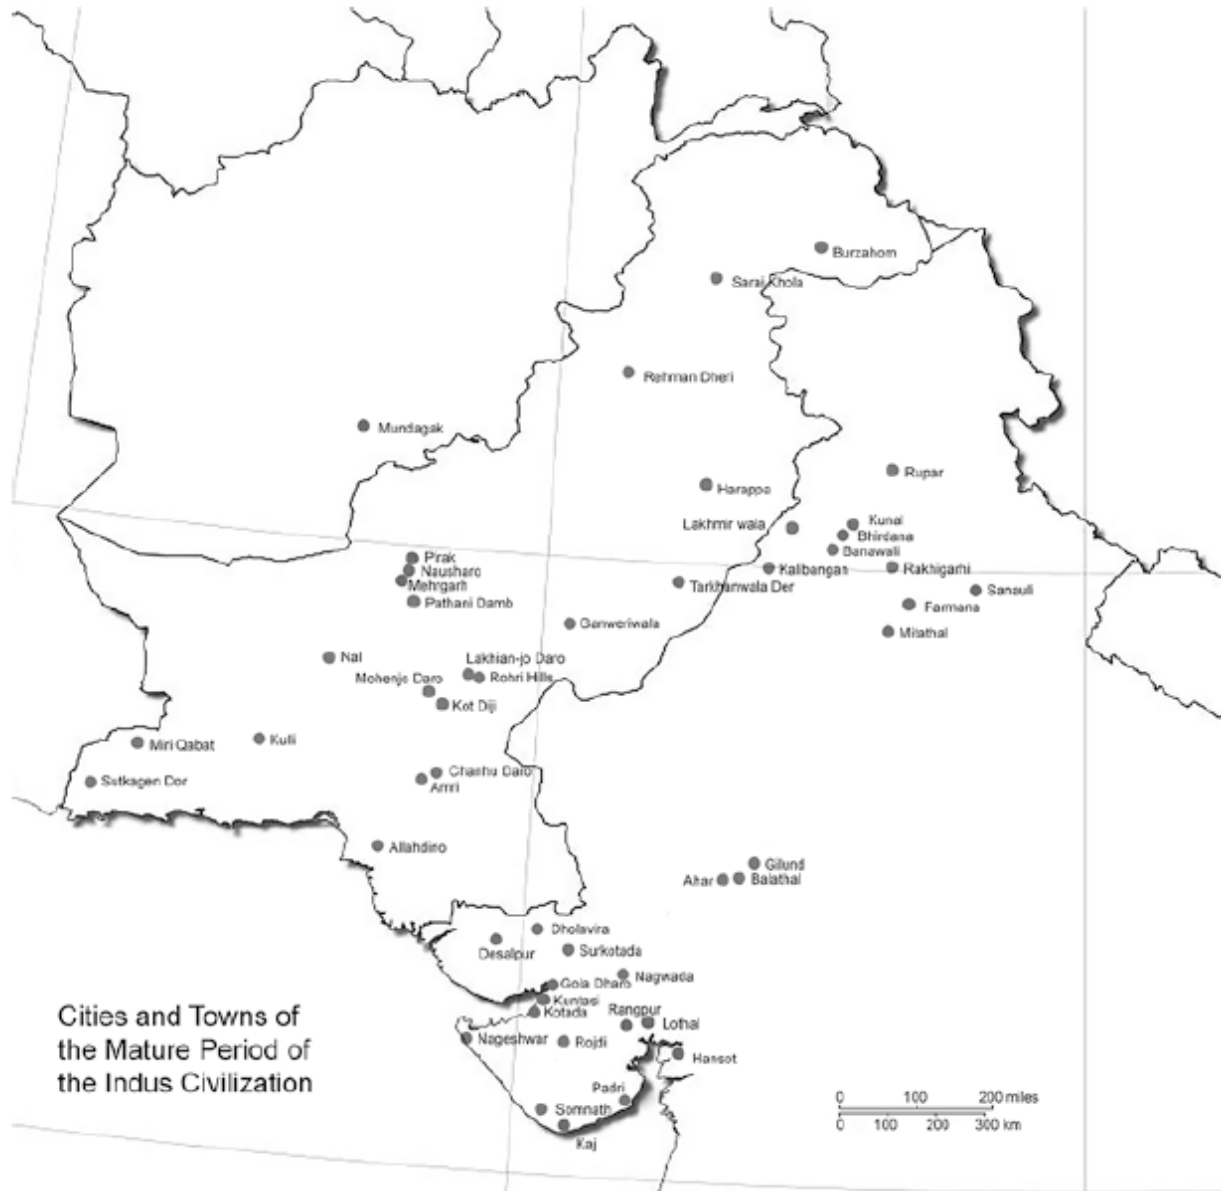 Burzahom
Sarai Khola
Rehman Dheri
Mundagak
Rupar
Harappa
Lakhmir wala
Kunal
Bhirdana
Banawali
Pirak
Nausharo
Mehrgarh
Pathani Damb
Kalibangan
Rakhigarhi
Tarkhanwala Der
Sanauli
Farmana
Ganweriwala
Mitathal
Nal
Lakhian-jo Daro
Mohenjo Daro
Rohri Hills
Kot Diji
Miri Qabat
Kulli
Sutkagen Dor
Chanhu Daro
Amri
Allahdino
Gilund
Ahar
Balathal
Dholavira
Desalpur
Surkotada
Nagwada
Gola Dharo
Kuntasi
Kotada
Rangpur
Lothal
Nageshwar
Rojdi
Hansot
Padri
Somnath
Kaj
Cities and Towns of
the Mature Period of
the Indus Civilization
0 100 200 miles
0 100 200 300 km